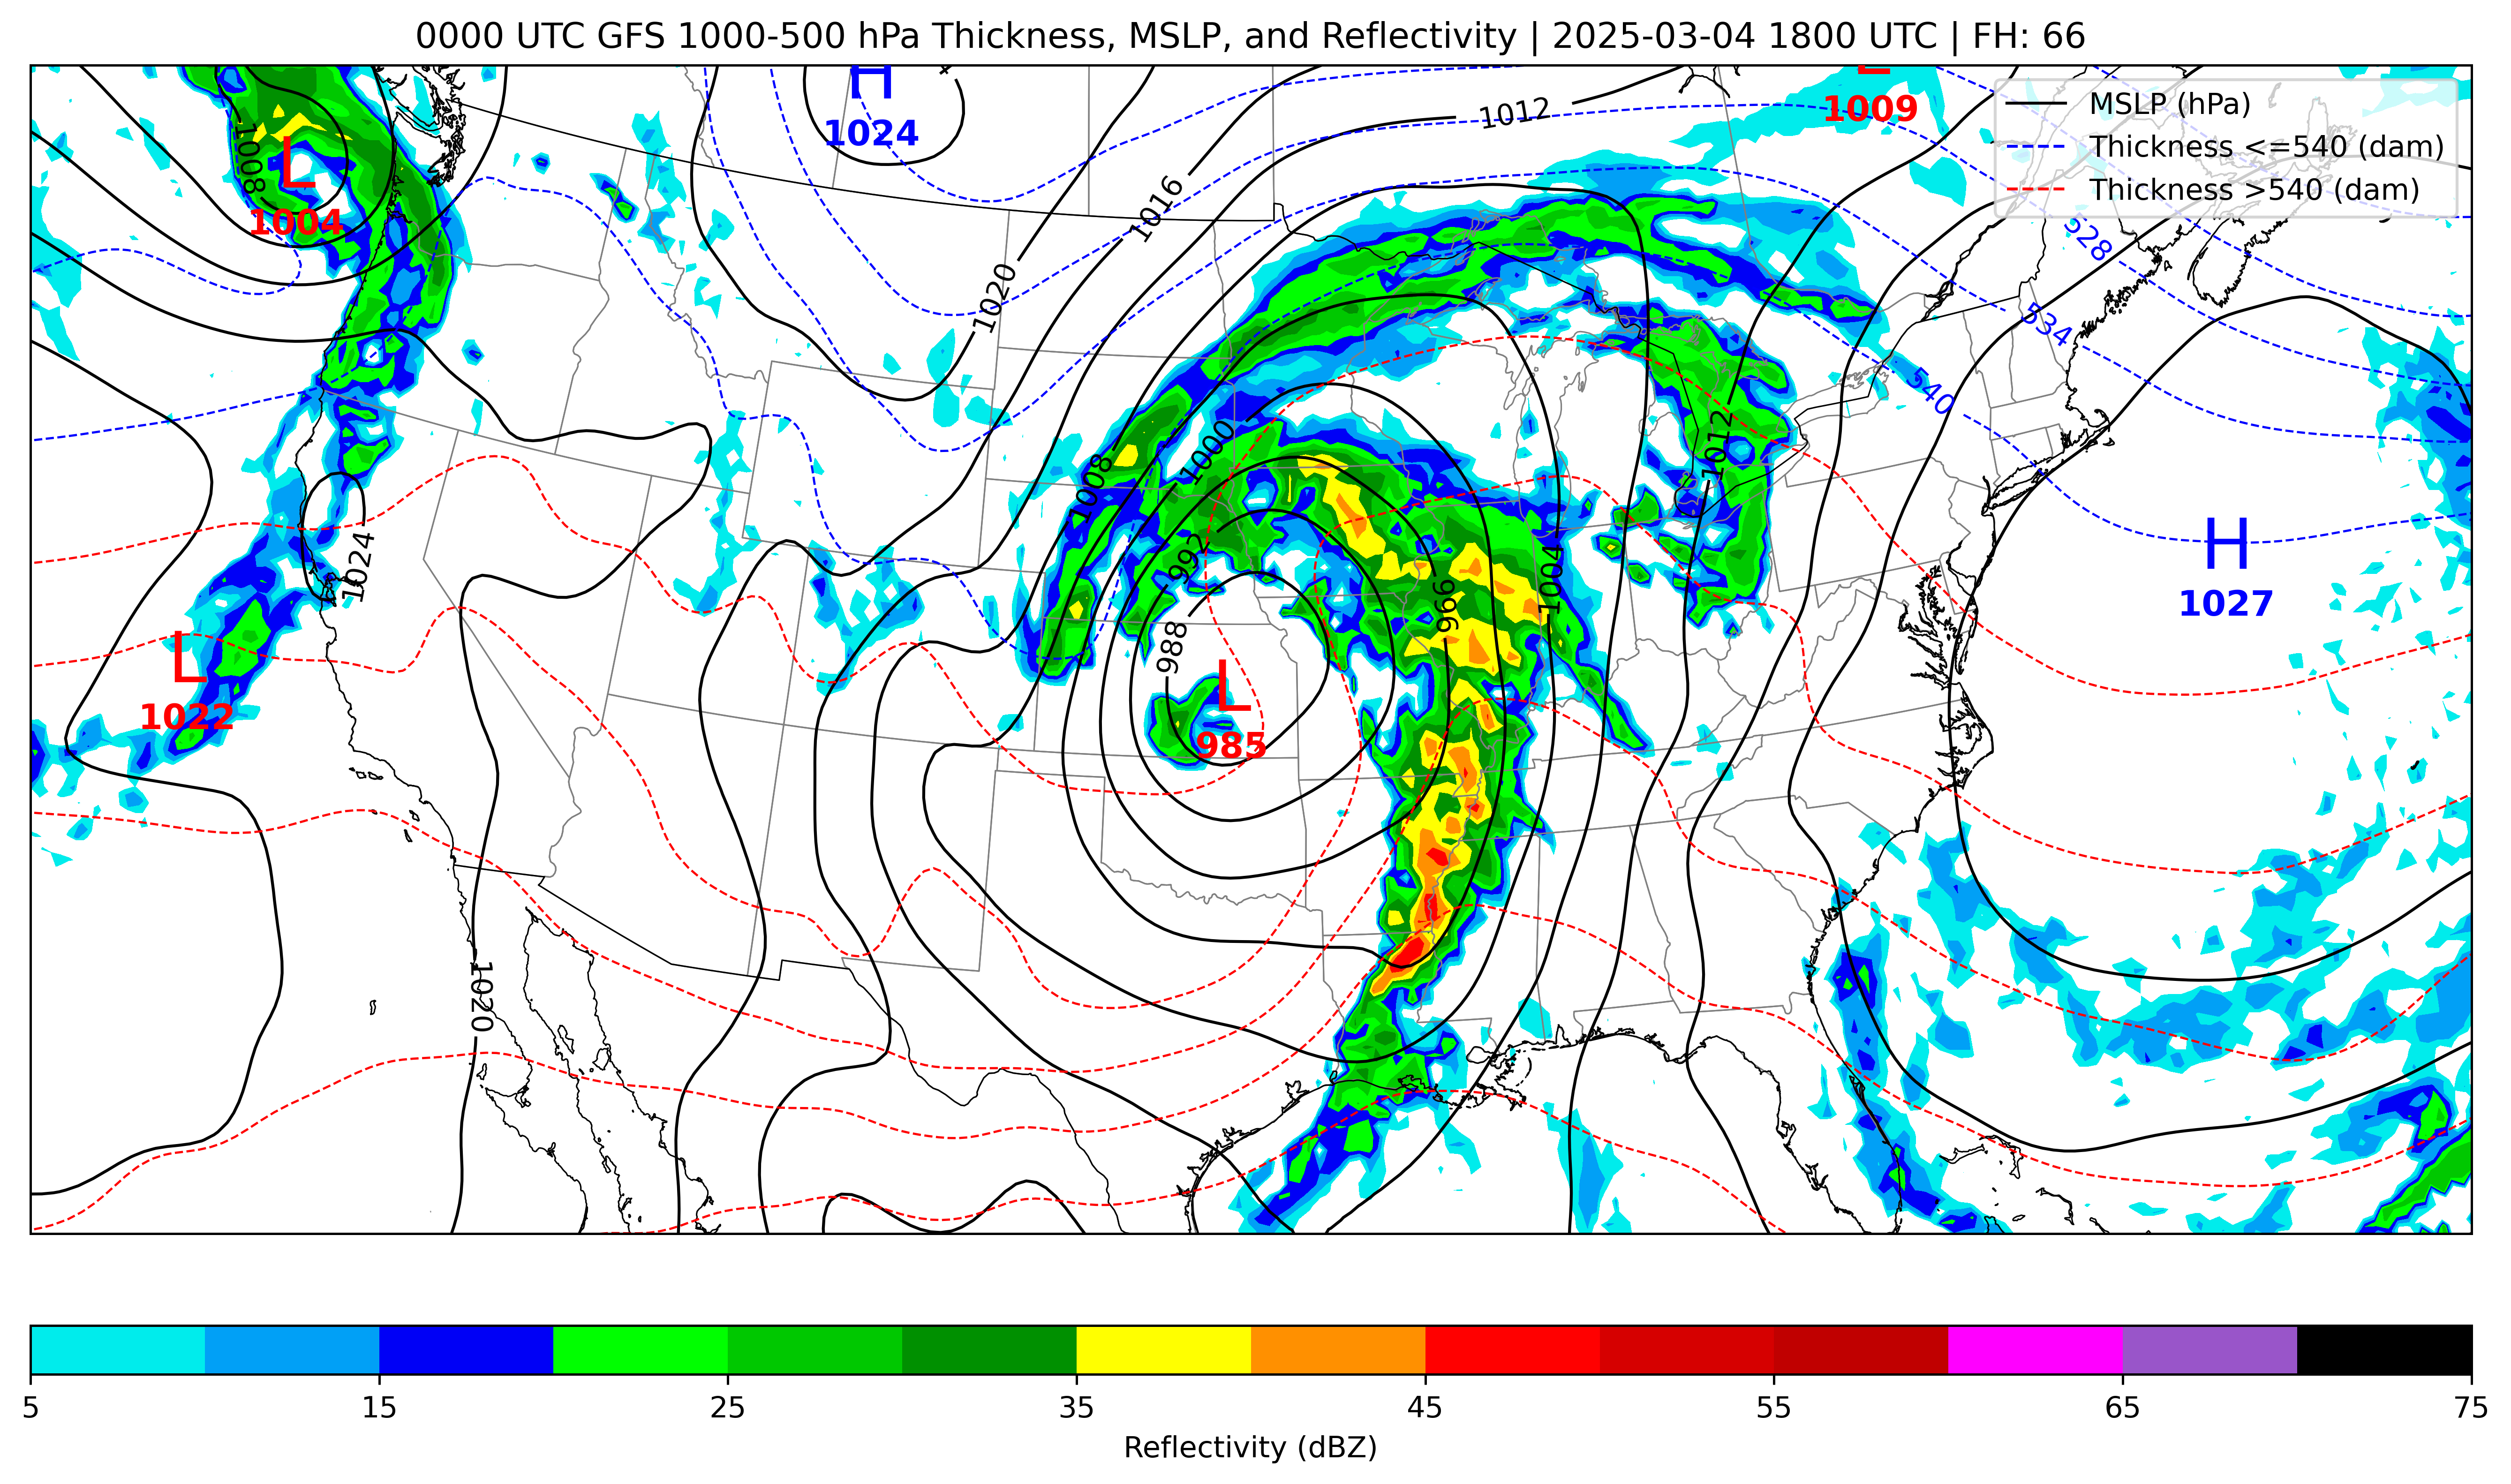 0000 UTC GFS 1000-500 hPa Thickness, MSLP, and Reflectivity | 2025-03-04 1800 UTC | FH: 66
MSLP (hPa)
Thickness <=540 (dam)
Thickness >540 (dam)
H
1024
L
1009
1012
1008
L
1004
1016
528
1020
534
540
1012
1000
1008
H
1027
1024
992
1004
996
988
L
1022
L
985
1020
5
15
25
35
45
55
65
75
Reflectivity (dBZ)